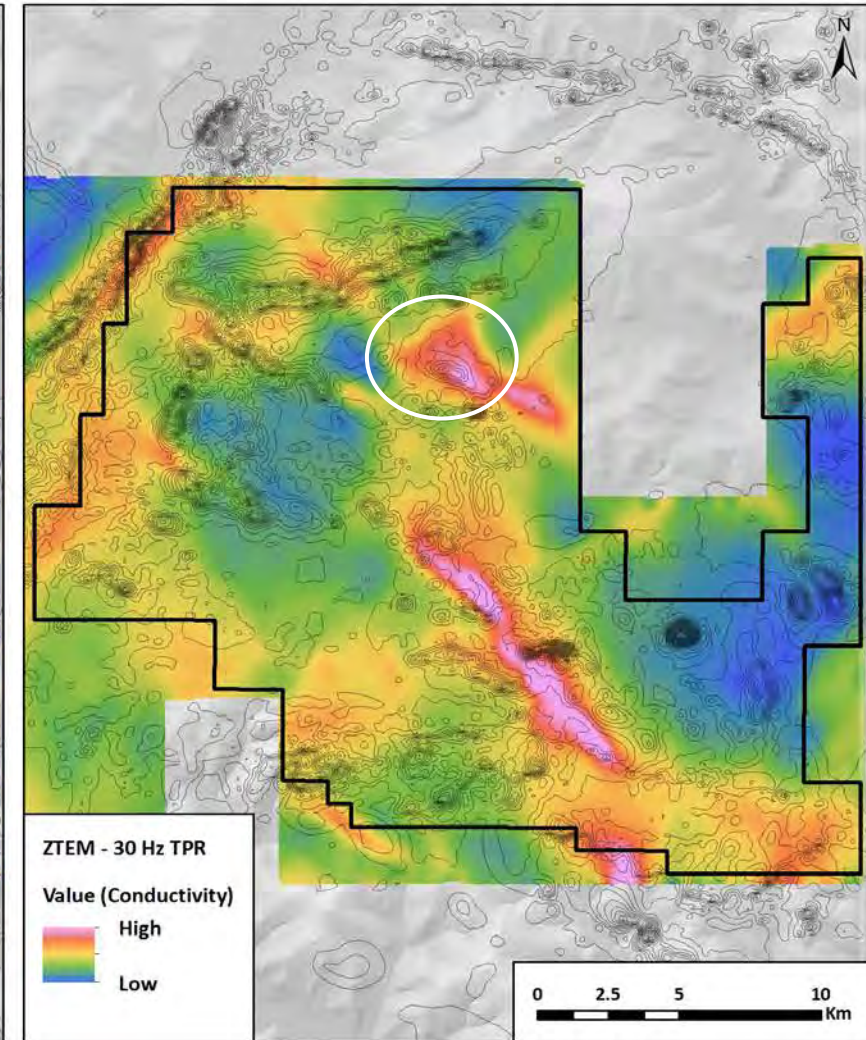 N
ZTEM - 30 Hz TPR
Value (Conductivity)
High
Low
0 2.5 5 10
Km